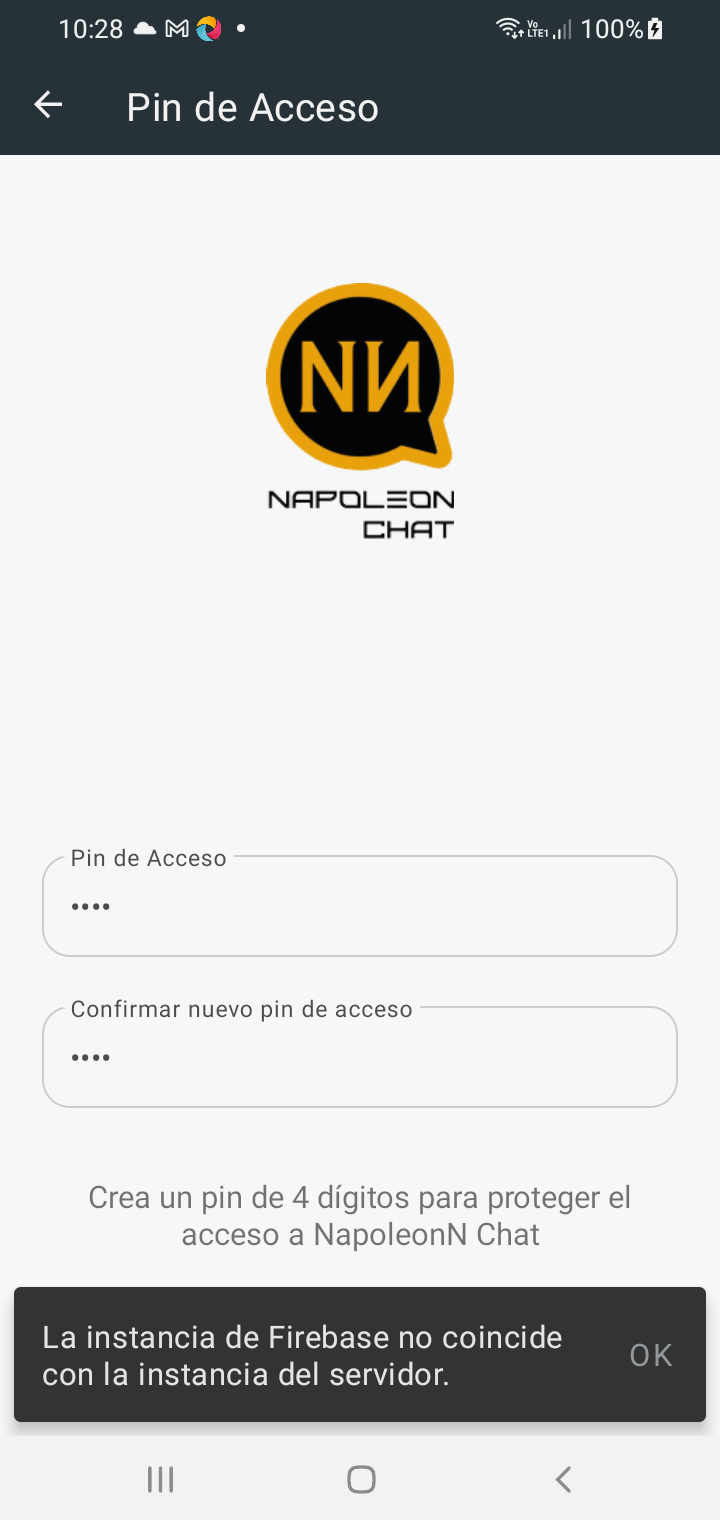 10:28
Vo
LTE1
100%
Pin de Acceso
NN
NAPOLEON
CHAT
Pin de Acceso
••••
Confirmar nuevo pin de acceso
••••
Crea un pin de 4 dígitos para proteger el
acceso a NapoleonN Chat
La instancia de Firebase no coincide
con la instancia del servidor.
OK